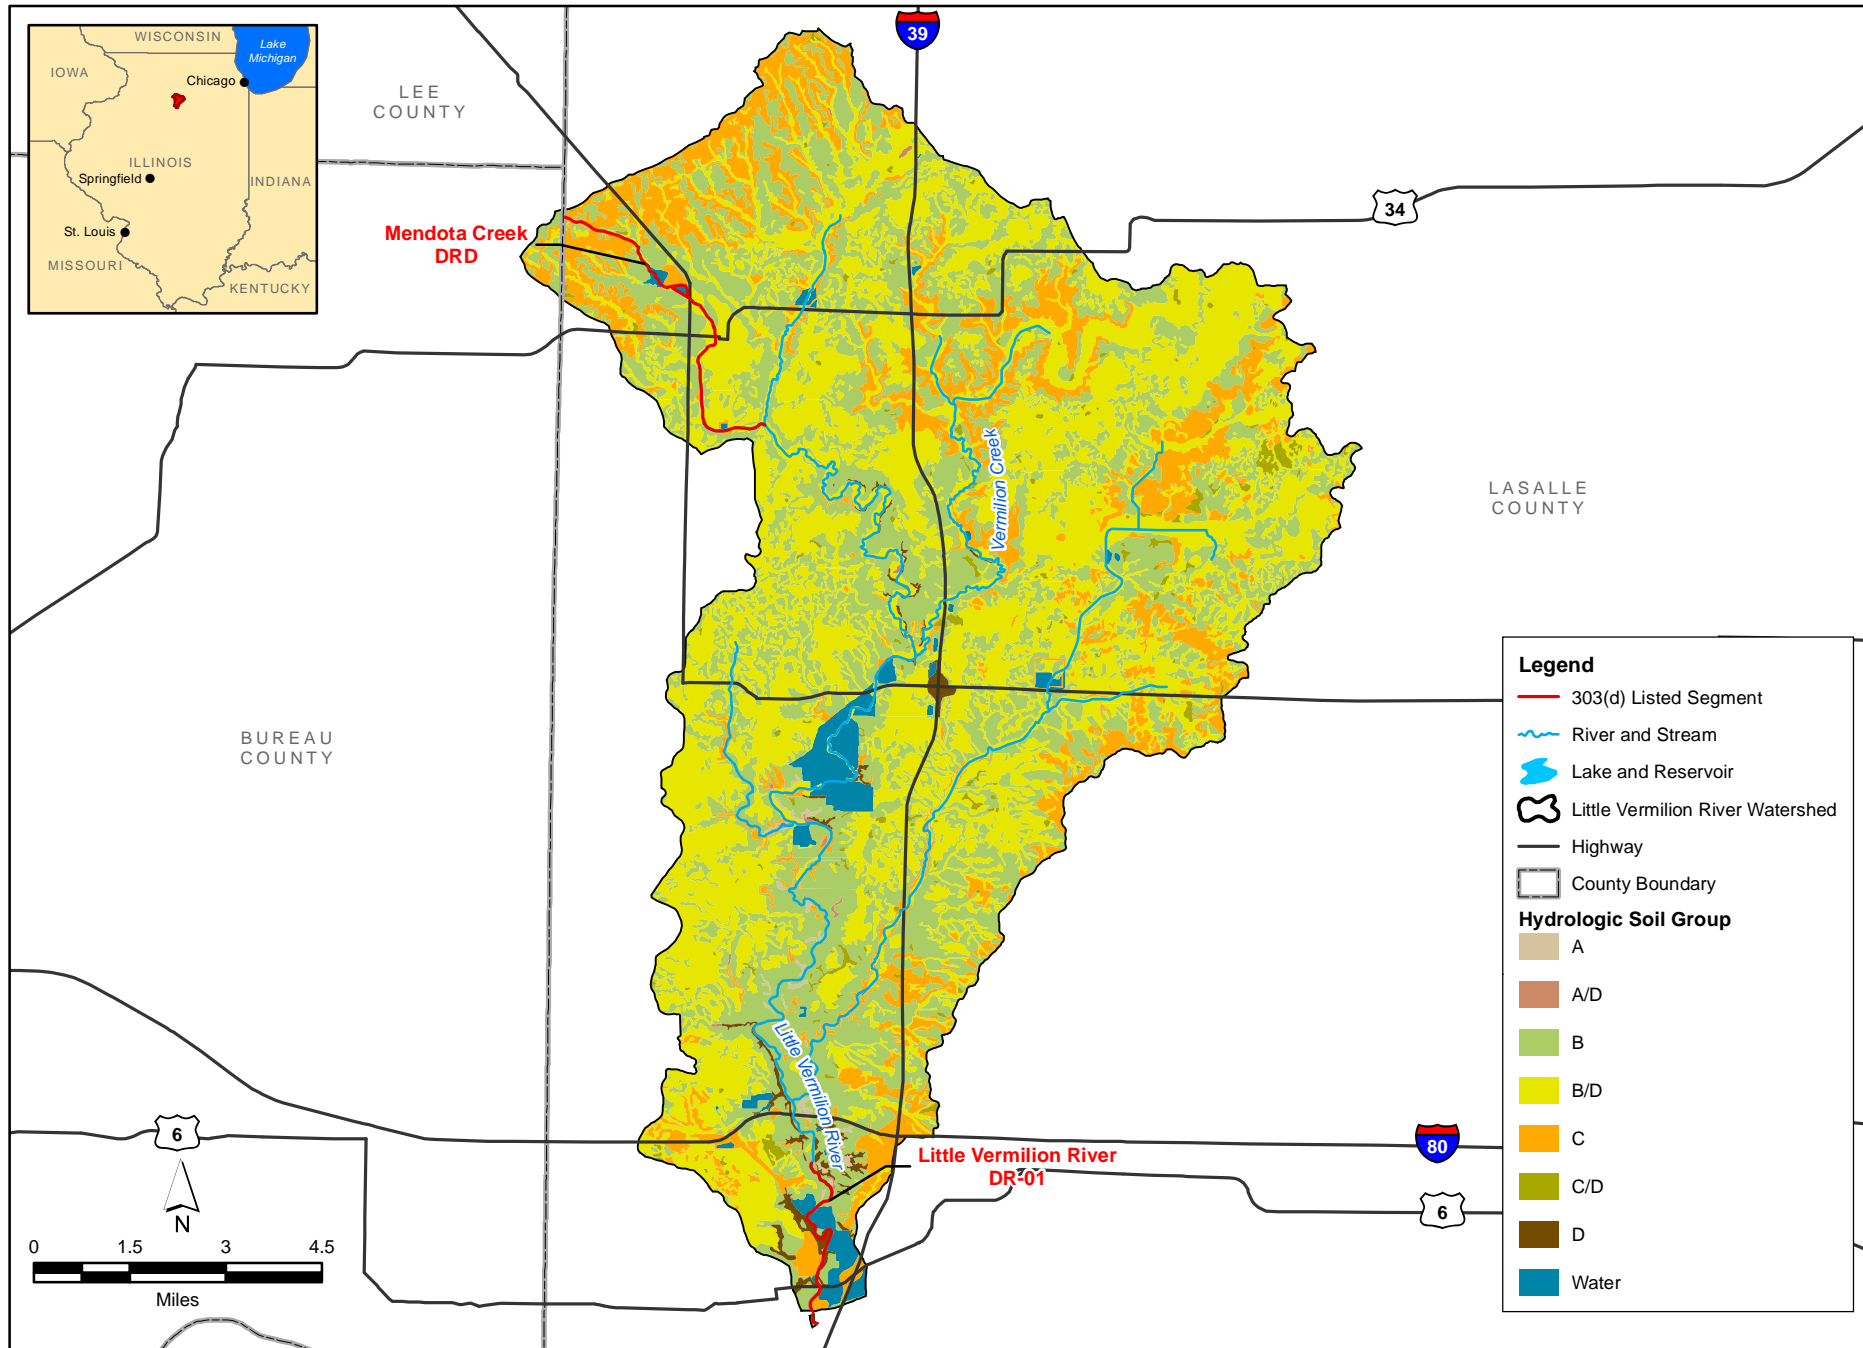 WISCONSIN
Lake
Michigan
IOWA
Chicago
ILLINOIS
Springfield
INDIANA
St. Louis
MISSOURI
KENTUCKY
LEE
COUNTY
39
34
Mendota Creek
DRD
Vermilion Creek
LASALLE
COUNTY
BUREAU
COUNTY
Little Vermilion River
Little Vermilion River
DR-01
80
6
6
N
0 1.5 3 4.5
Miles
Legend
303(d) Listed Segment
River and Stream
Lake and Reservoir
Little Vermilion River Watershed
Highway
County Boundary
Hydrologic Soil Group
A
A/D
B
B/D
C
C/D
D
Water